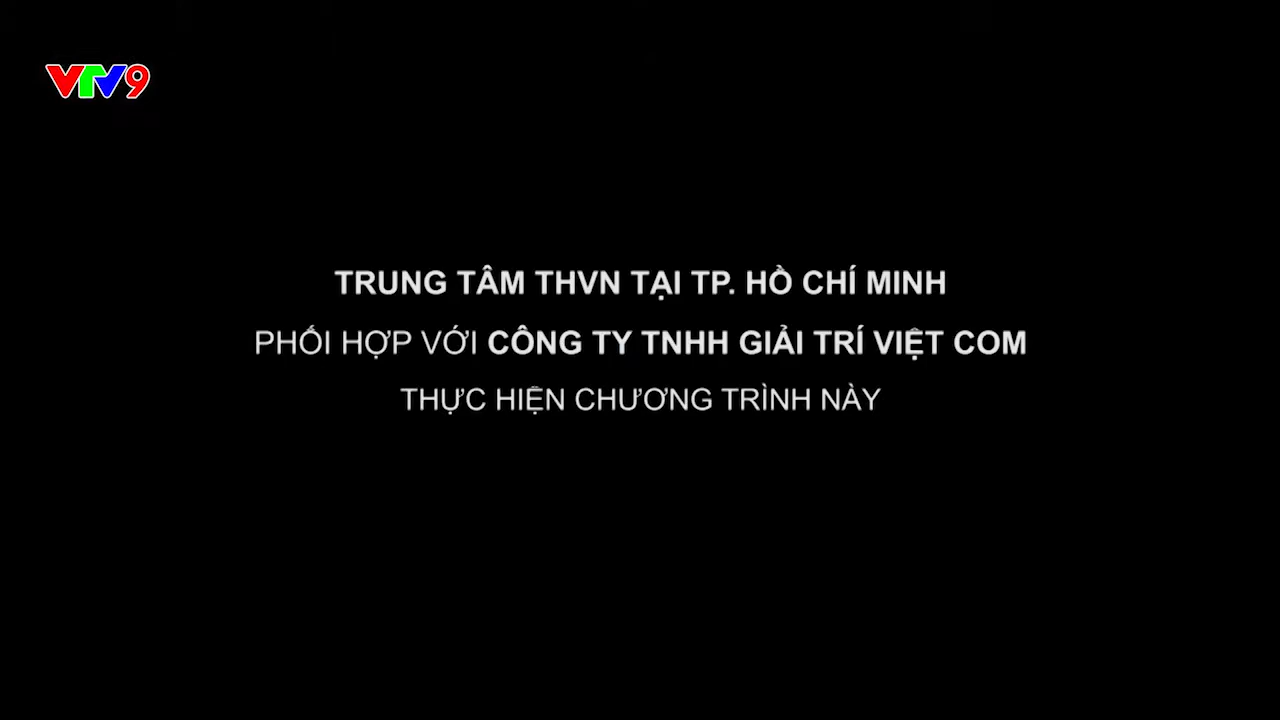 VTV9
TRUNG TÂM THVN TẠI TP. HỒ CHÍ MINH
PHỐI HỢP VỚI CÔNG TY TNHH GIẢI TRÍ VIỆT COM
THỰC HIỆN CHƯƠNG TRÌNH NÀY